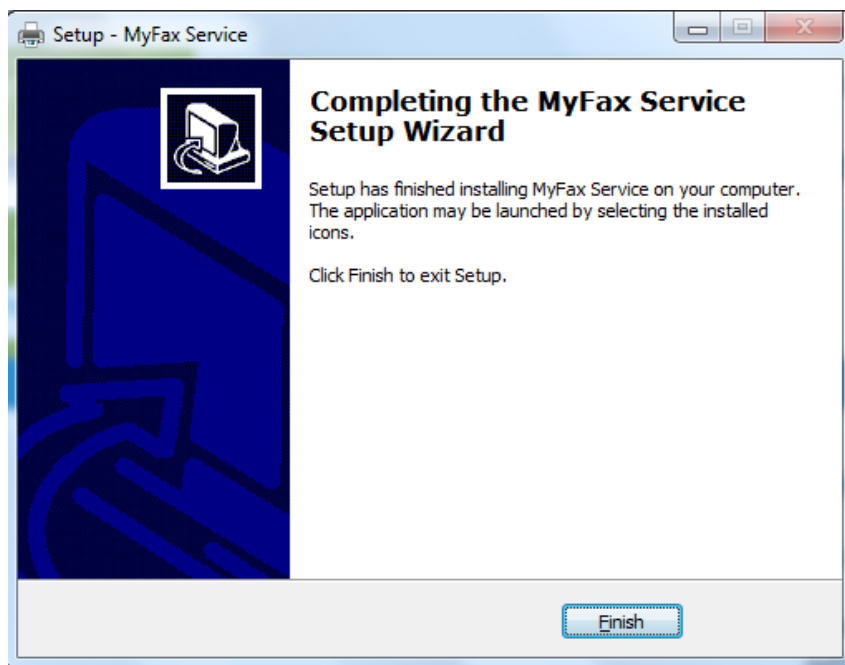 Setup - MyFax Service
Completing the MyFax Service
Setup Wizard
Setup has finished installing MyFax Service on your computer.
The application may be launched by selecting the installed
icons.
Click Finish to exit Setup.
Finish